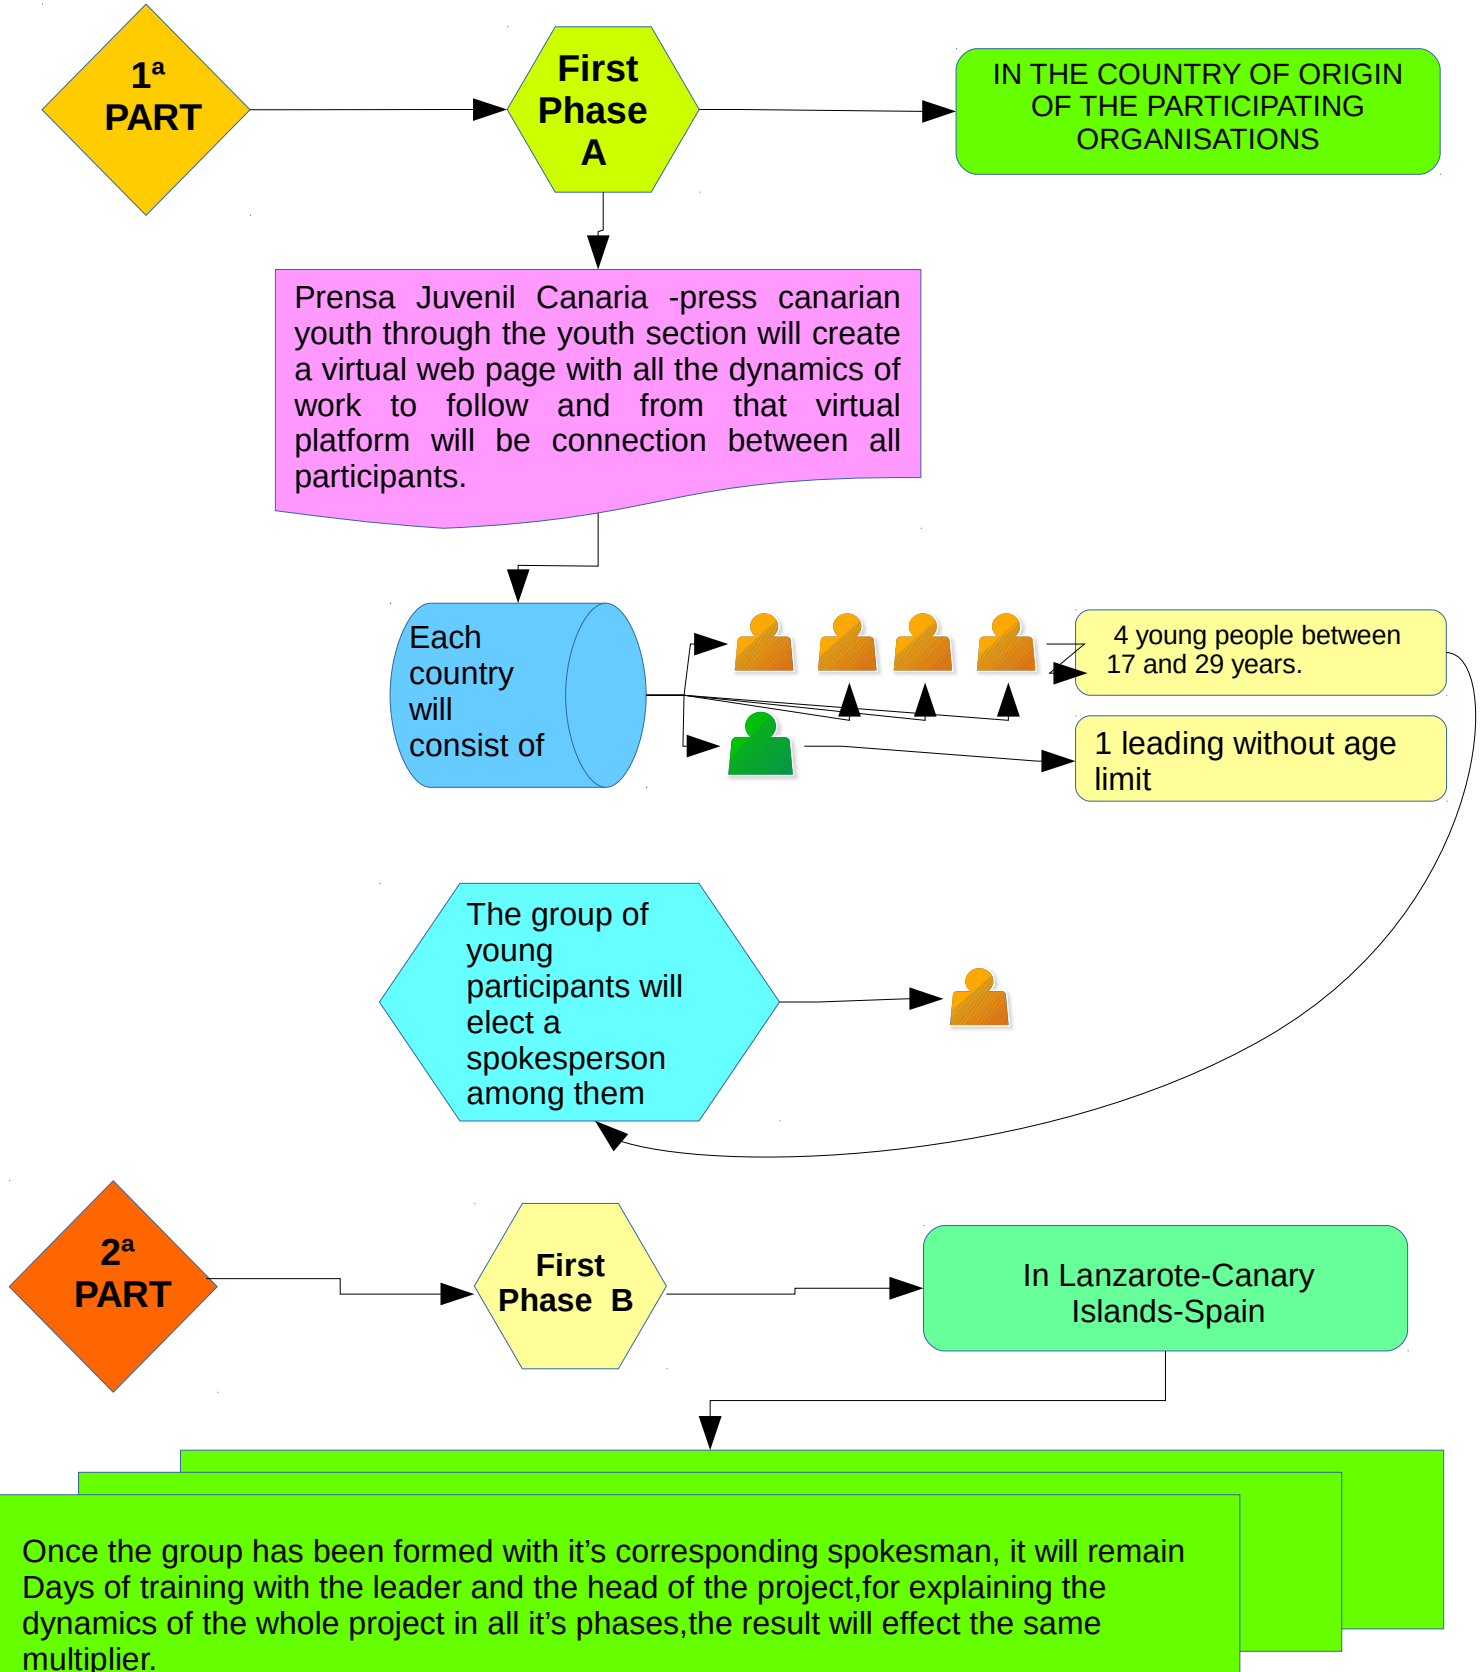 1ª
PART
First
Phase
A
IN THE COUNTRY OF ORIGIN
OF THE PARTICIPATING
ORGANISATIONS
Prensa Juvenil Canaria -press canarian
youth through the youth section will create
a virtual web page with all the dynamics of
work to follow and from that virtual
platform will be connection between all
participants.
Each
country
will
consist of
4 young people between
17 and 29 years.
1 leading without age
limit
The group of
young
participants will
elect a
spokesperson
among them
2ª
PART
First
Phase B
In Lanzarote-Canary
Islands-Spain
Once the group has been formed with it’s corresponding spokesman, it will remain
Days of training with the leader and the head of the project,for explaining the
dynamics of the whole project in all it’s phases,the result will effect the same
multiplier.